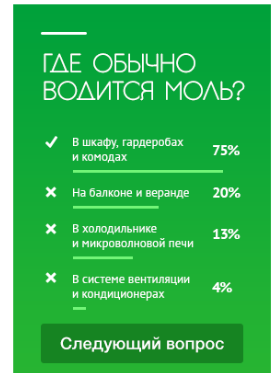 ГДЕ ОБЫЧНО
ВОДИТСЯ МОЛЬ?
В шкафу, гардеробах
и комодах
75%
На балконе и веранде
20%
В холодильнике
и микроволновой печи
13%
В системе вентиляции
и кондиционерах
4%
Следующий вопрос